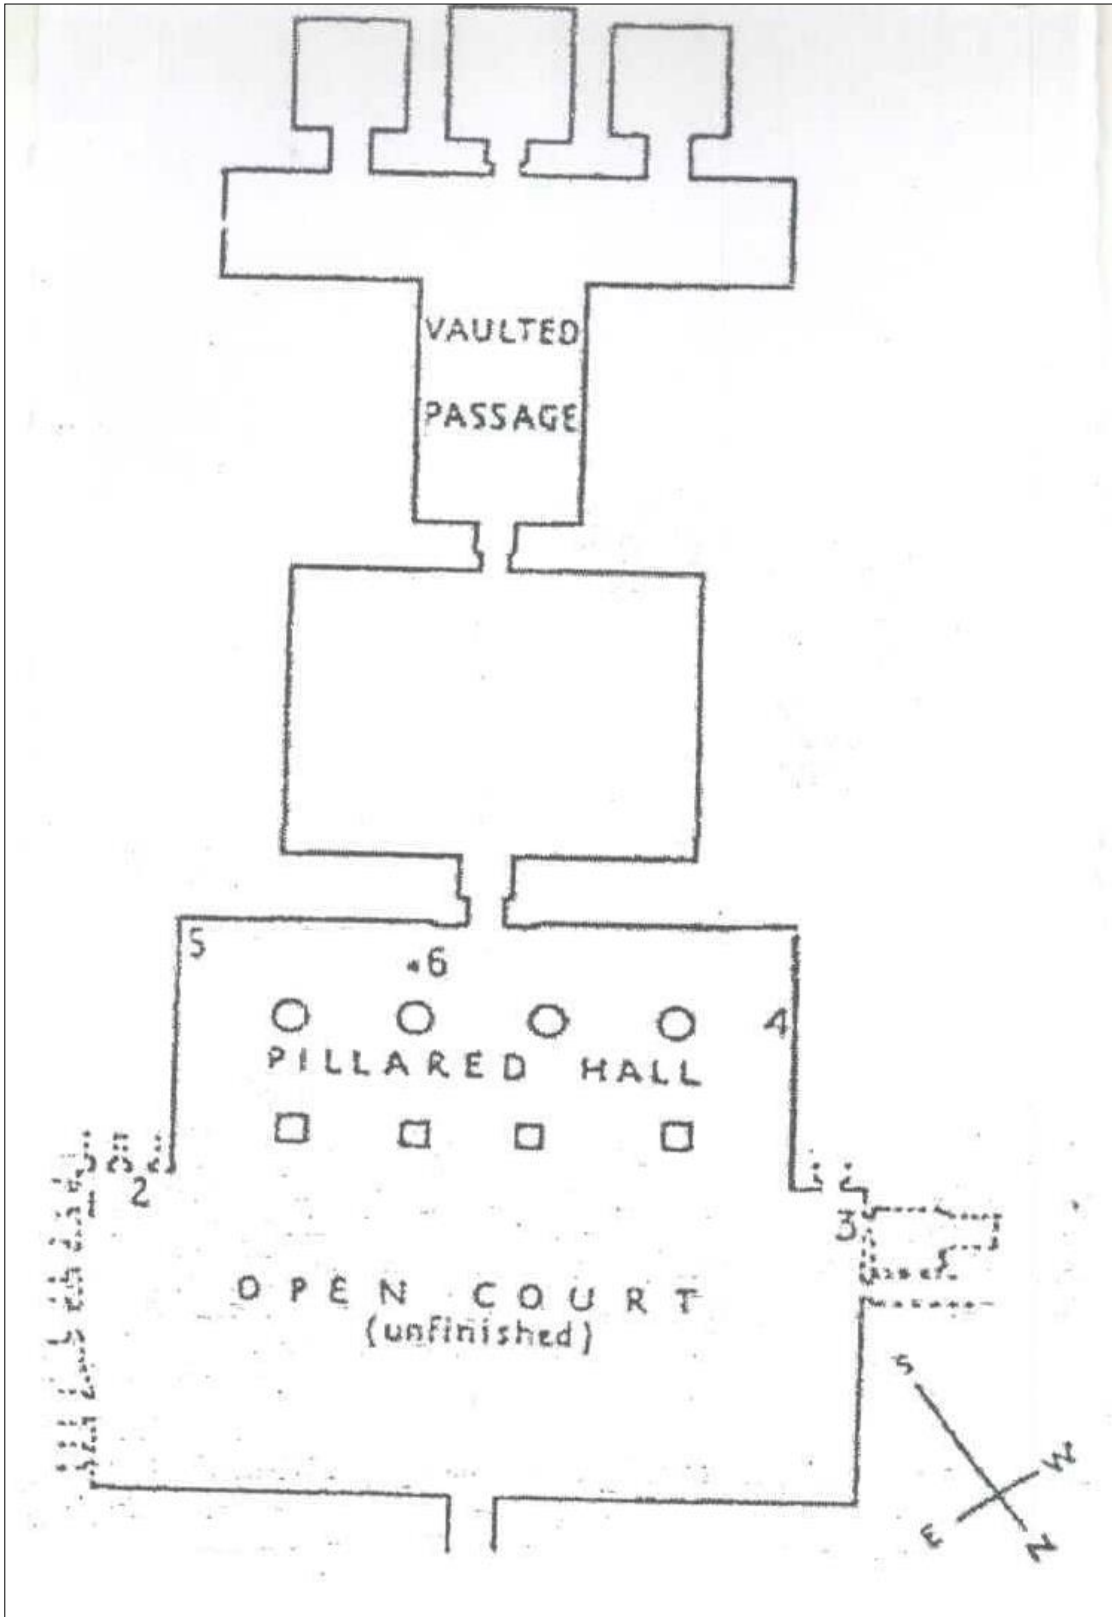 VAULTED
PASSAGE
5
6
4
PILLARED HALL
2
3
OPEN COURT
(unfinished)
S
W
E
N